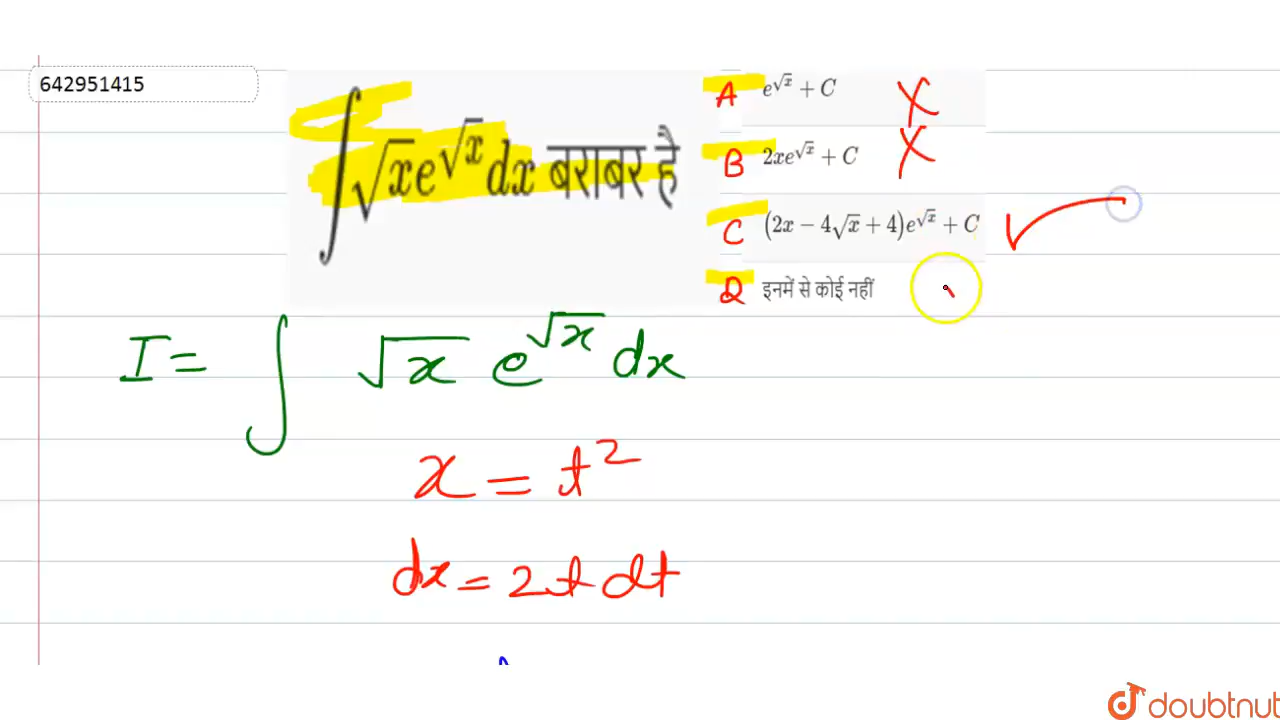 642951415
∫√x e^√x dx बराबर है
A e^√x + C X
B 2xe^√x + C X
C (2x − 4√x + 4)e^√x + C ✓
D इनमें से कोई नहीं
I = ∫ √x e^√x dx
x = t²
dx = 2t dt
doubtnut